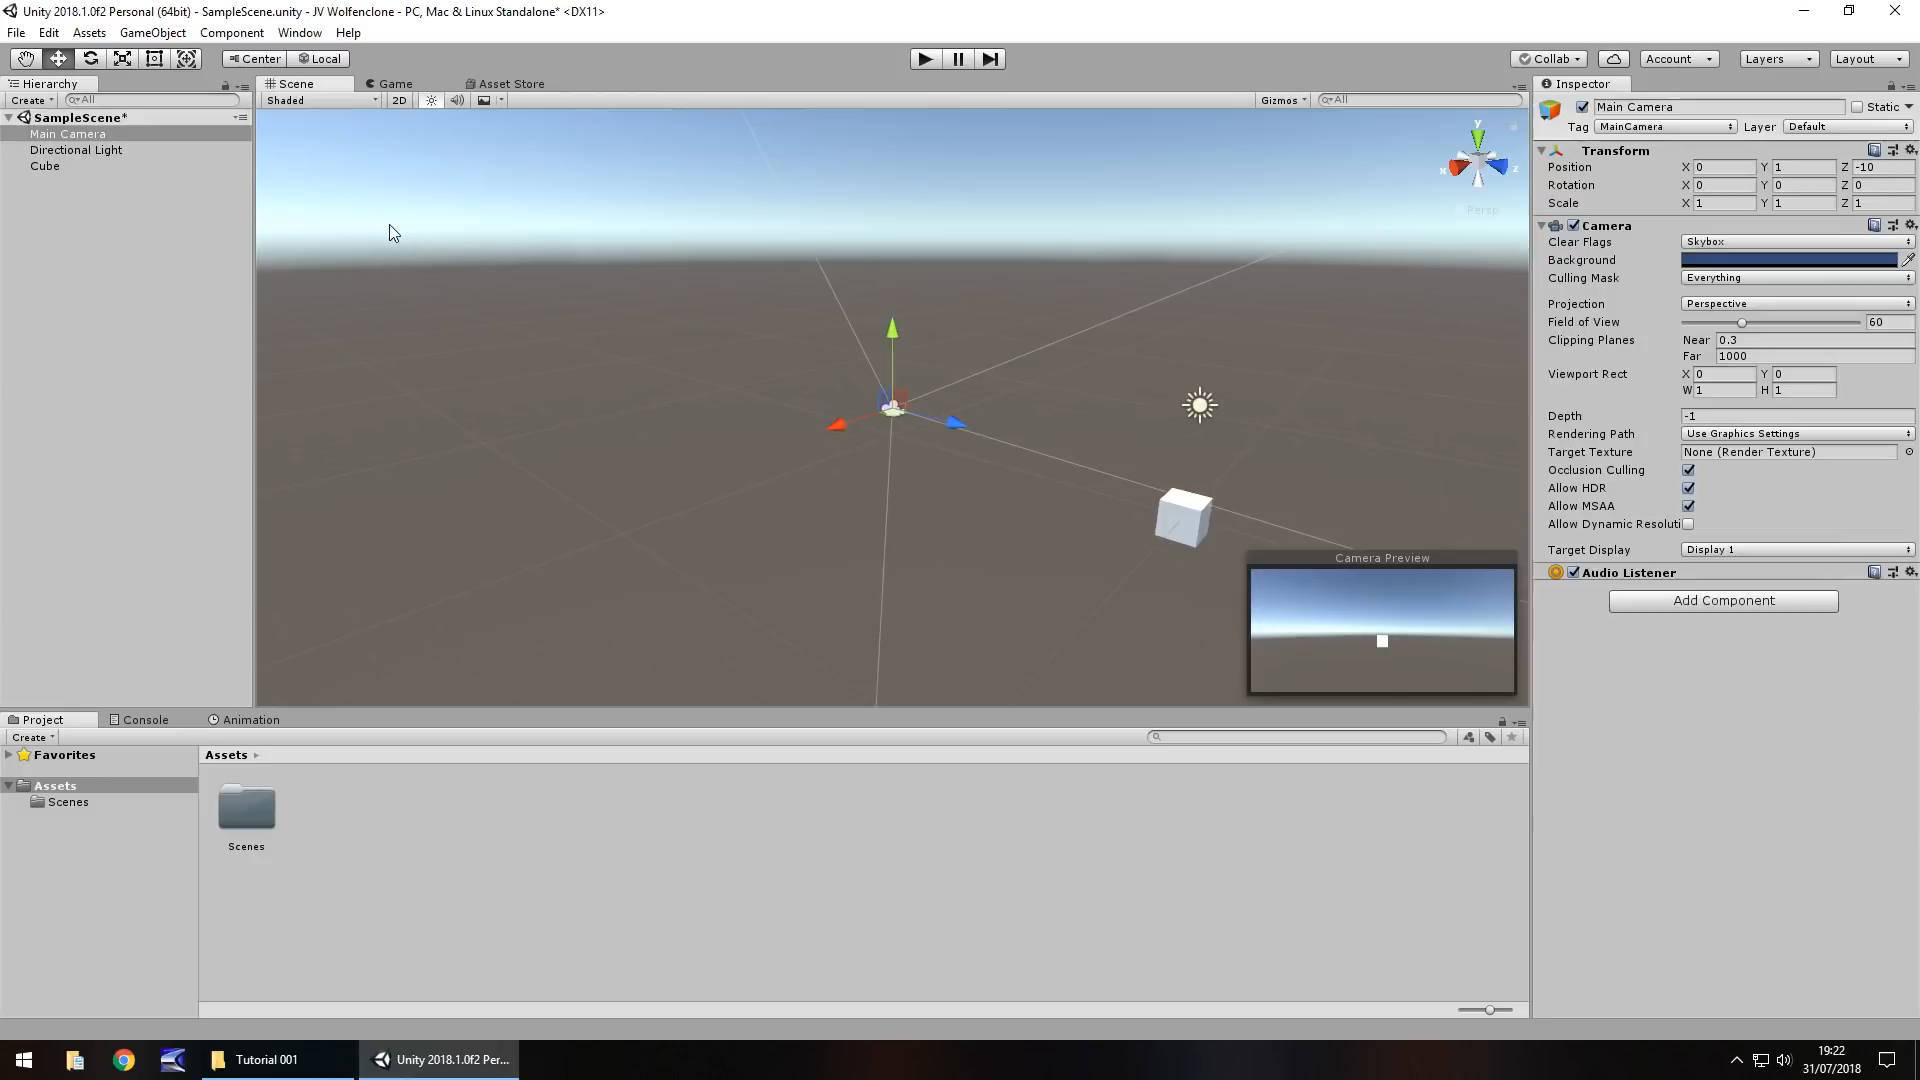 Unity 2018.1.0f2 Personal (64bit) - SampleScene.unity - JV Wolfenclone - PC, Mac & Linux Standalone* <DX11>
File Edit Assets GameObject Component Window Help
Center Local Collab Account Layers Layout
Hierarchy
Create All
SampleScene*
Main Camera
Directional Light
Cube
Scene Game Asset Store
Shaded 2D Gizmos All
y
x z
Persp
Camera Preview
Inspector
Main Camera Static
Tag MainCamera Layer Default
Transform
Position X 0 Y 1 Z -10
Rotation X 0 Y 0 Z 0
Scale X 1 Y 1 Z 1
Camera
Clear Flags Skybox
Background
Culling Mask Everything
Projection Perspective
Field of View 60
Clipping Planes Near 0.3
Far 1000
Viewport Rect X 0 Y 0
W 1 H 1
Depth -1
Rendering Path Use Graphics Settings
Target Texture None (Render Texture)
Occlusion Culling
Allow HDR
Allow MSAA
Allow Dynamic Resoluti
Target Display Display 1
Audio Listener
Add Component
Project Console Animation
Create
Favorites
Assets
Scenes
Assets
Scenes
Tutorial 001
Unity 2018.1.0f2 Per...
19:22
31/07/2018